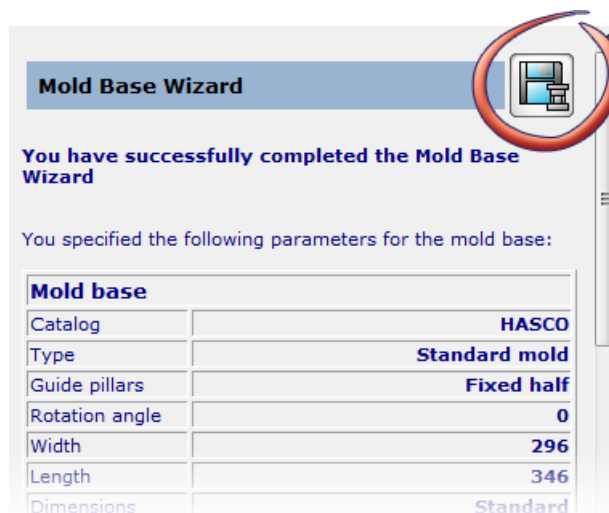 Mold Base Wizard
You have successfully completed the Mold Base
Wizard
You specified the following parameters for the mold base:
Mold base
Catalog HASCO
Type Standard mold
Guide pillars Fixed half
Rotation angle 0
Width 296
Length 346
Dimensions Standard